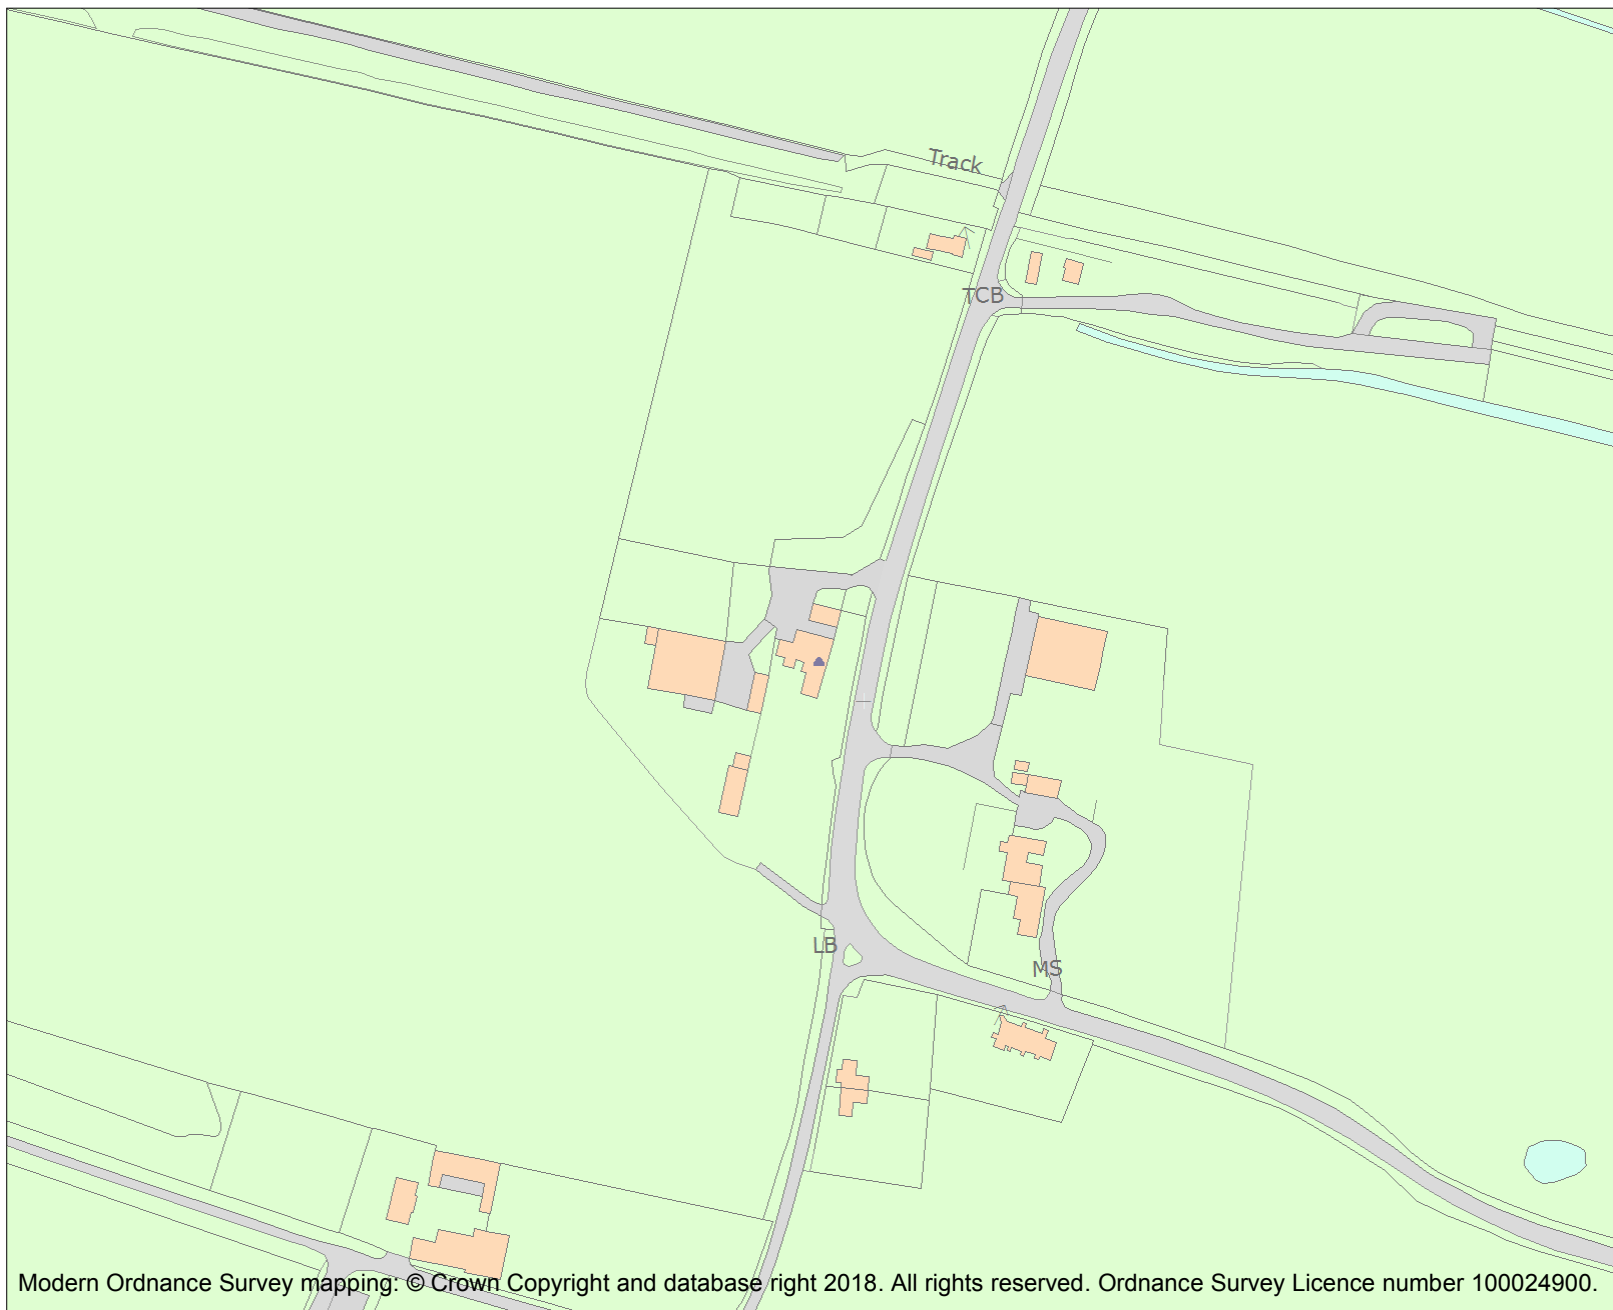 Track
TCB
LB
MS
Modern Ordnance Survey mapping: © Crown Copyright and database right 2018. All rights reserved. Ordnance Survey Licence number 100024900.